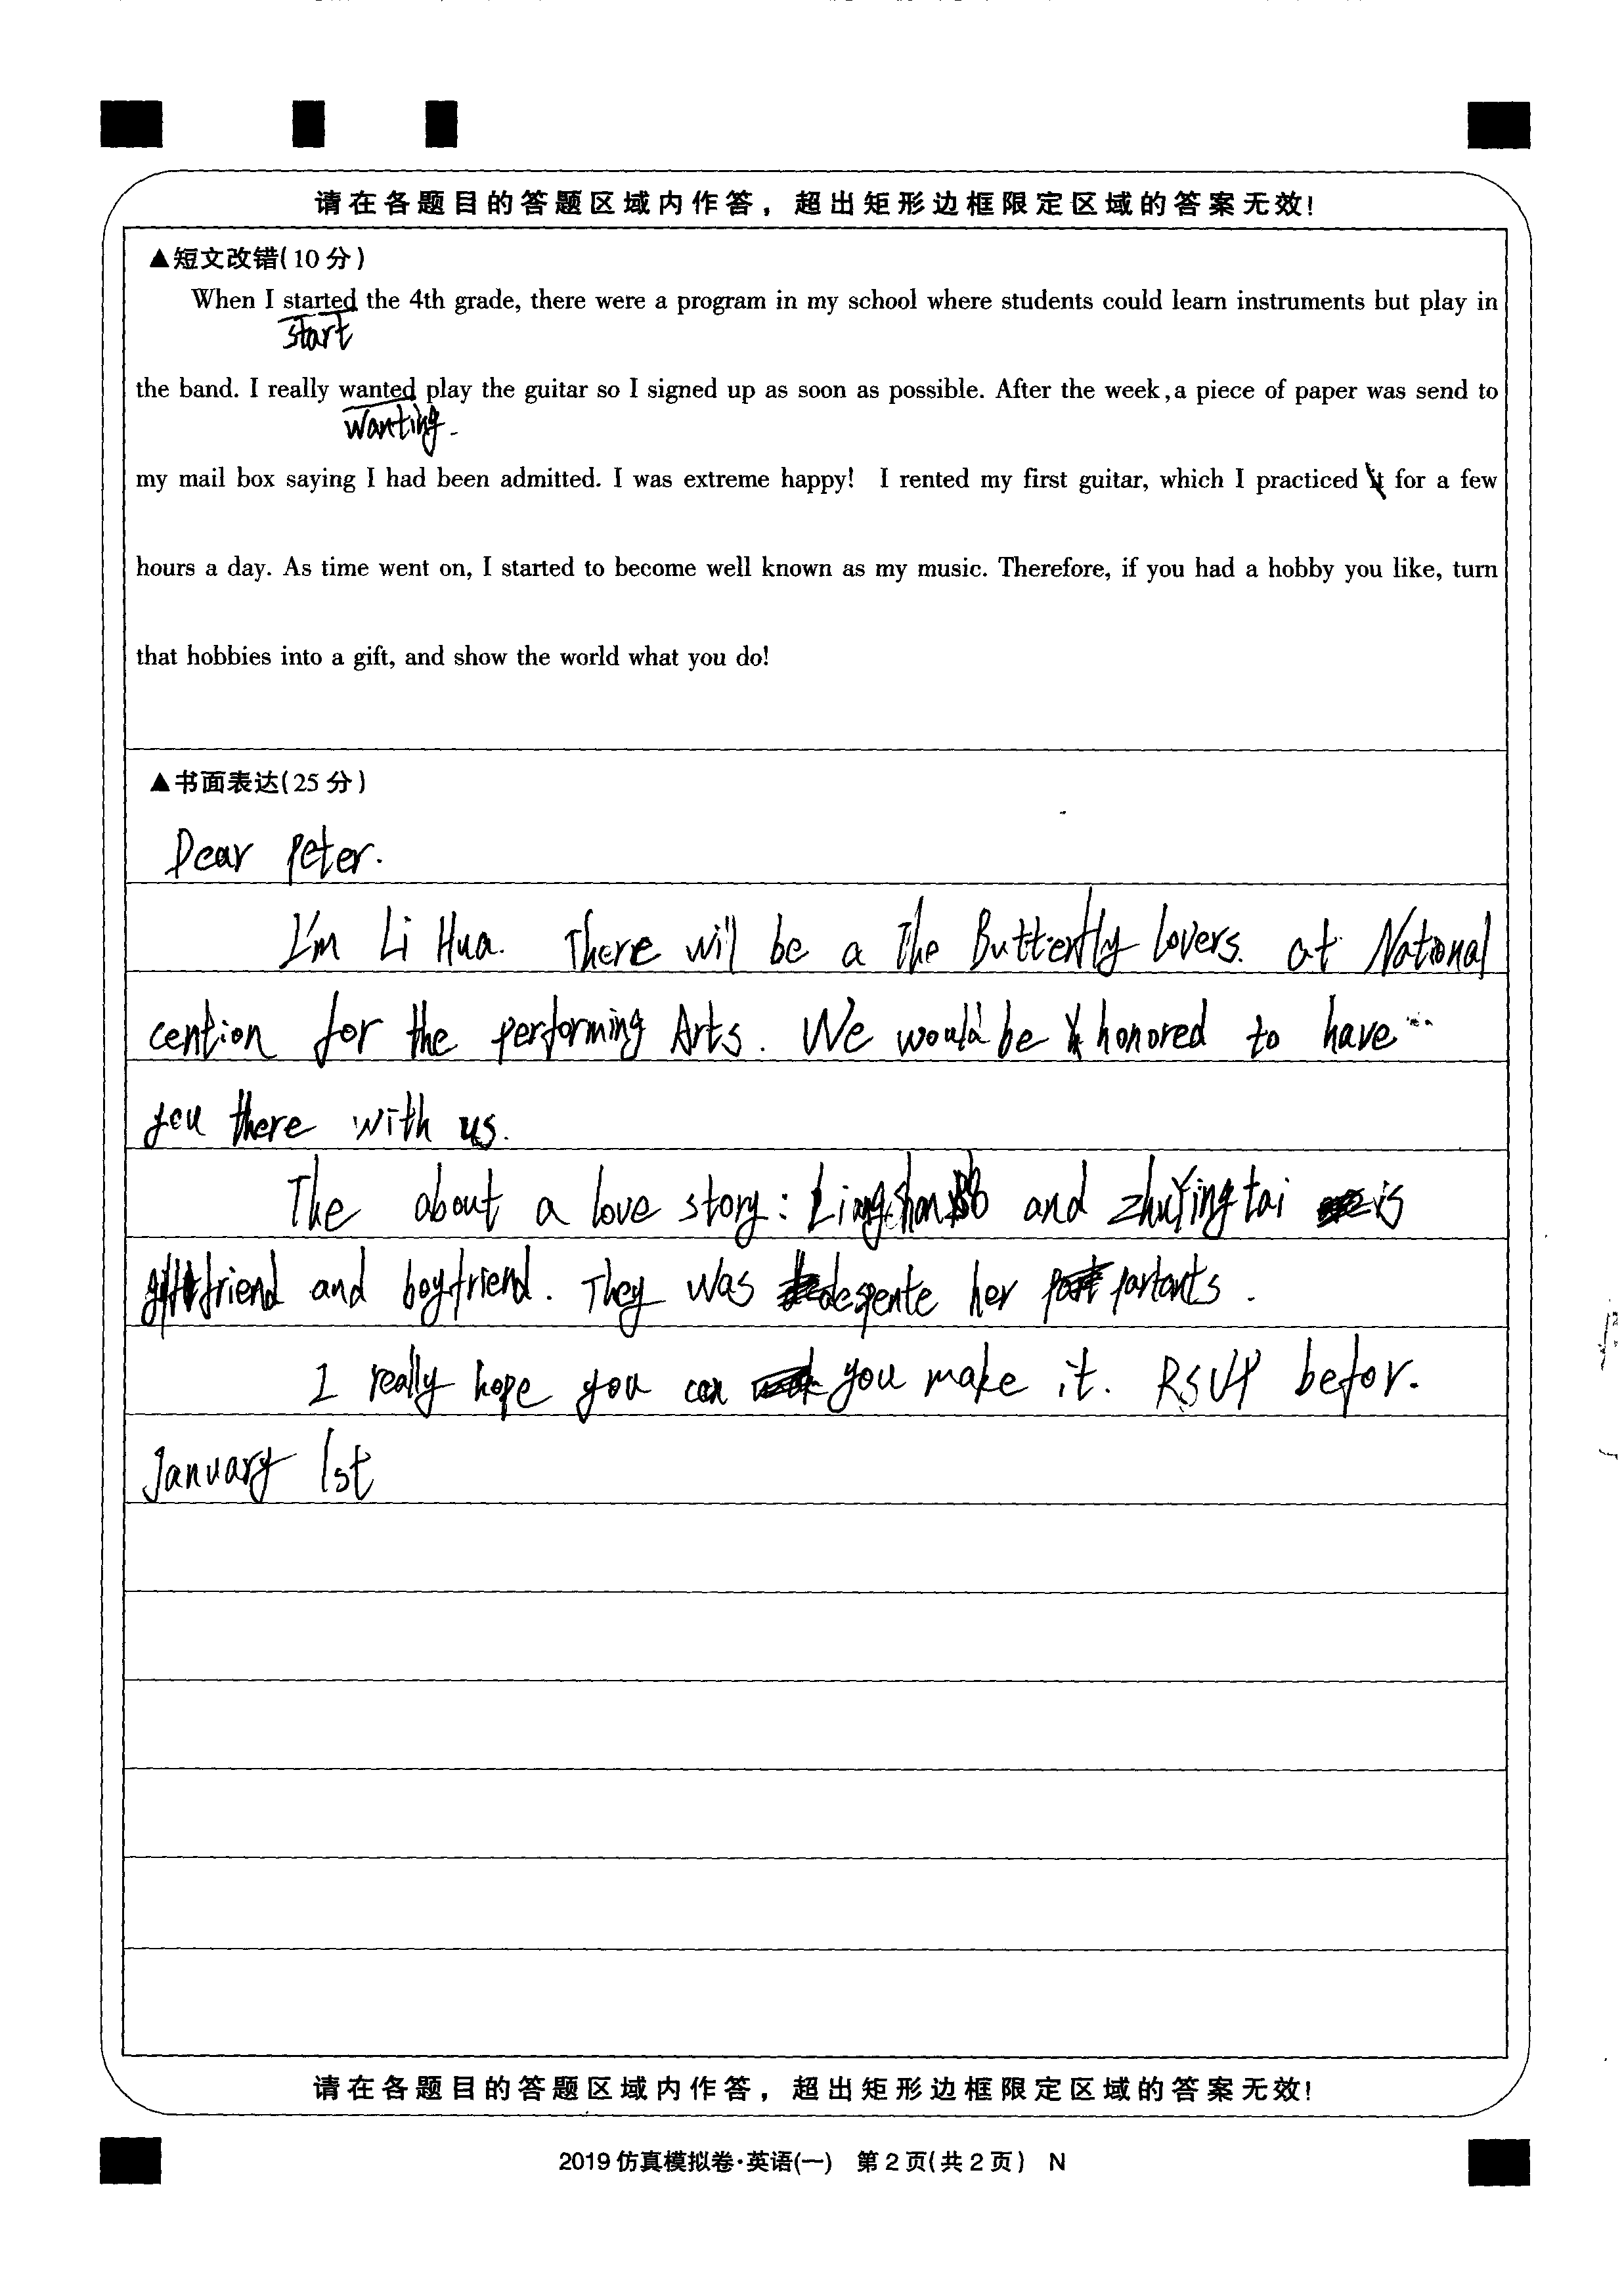 请在各题目的答题区域内作答，超出矩形边框限定区域的答案无效！
▲短文改错(10分)
When I started the 4th grade, there were a program in my school where students could learn instruments but play in
start
the band. I really wanted play the guitar so I signed up as soon as possible. After the week,a piece of paper was send to
wanting.
my mail box saying I had been admitted. I was extreme happy! I rented my first guitar, which I practiced it for a few
hours a day. As time went on, I started to become well known as my music. Therefore, if you had a hobby you like, turn
that hobbies into a gift, and show the world what you do!
▲书面表达(25分)
Dear Peter.
I'm Li Hua. There will be a The Butterfly lovers. at National
cention for the performing Arts. We would be honored to have
you there with us.
The about a love story: and zhuYingtai is
friend and boyfriend. They was depente her partants.
I really hope you can you make it. RSVP befor.
January 1st
请在各题目的答题区域内作答，超出矩形边框限定区域的答案无效！
2019仿真模拟卷·英语(一) 第2页(共2页) N